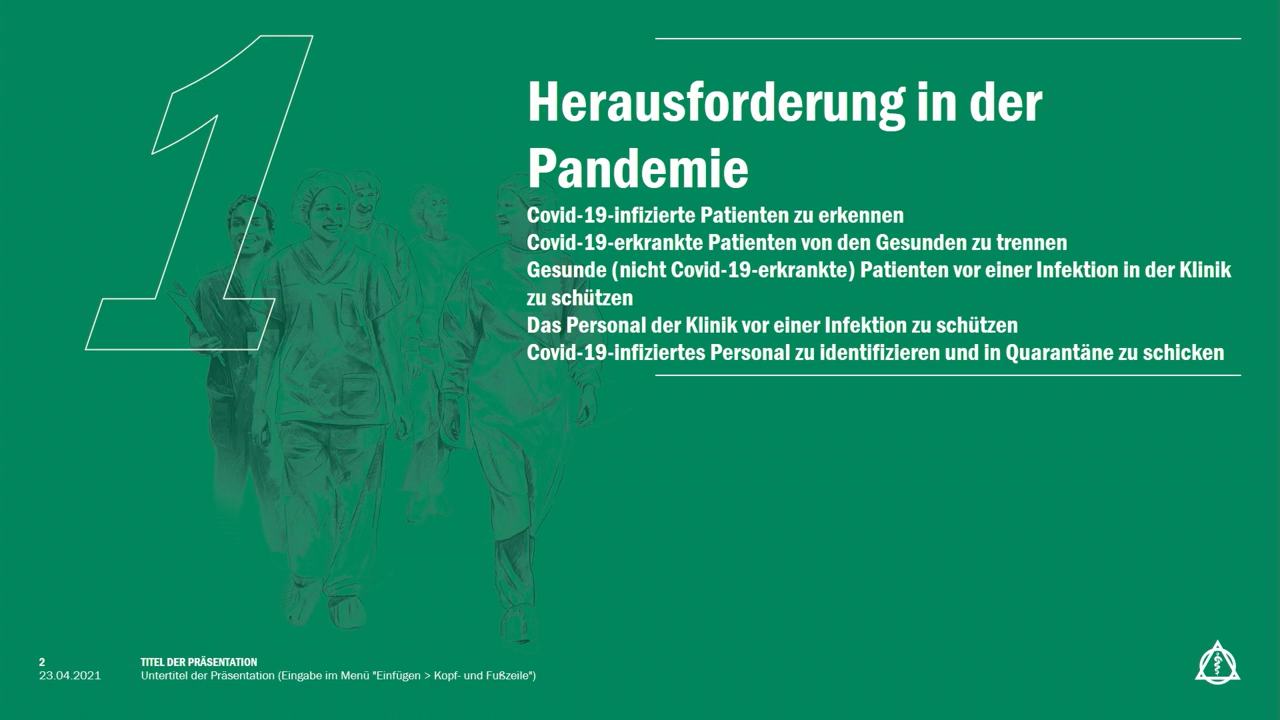 1
Herausforderung in der
Pandemie
Covid-19-infizierte Patienten zu erkennen
Covid-19-erkrankte Patienten von den Gesunden zu trennen
Gesunde (nicht Covid-19-erkrankte) Patienten vor einer Infektion in der Klinik
zu schützen
Das Personal der Klinik vor einer Infektion zu schützen
Covid-19-infiziertes Personal zu identifizieren und in Quarantäne zu schicken
2
TITEL DER PRÄSENTATION
23.04.2021
Untertitel der Präsentation (Eingabe im Menü "Einfügen > Kopf- und Fußzeile")